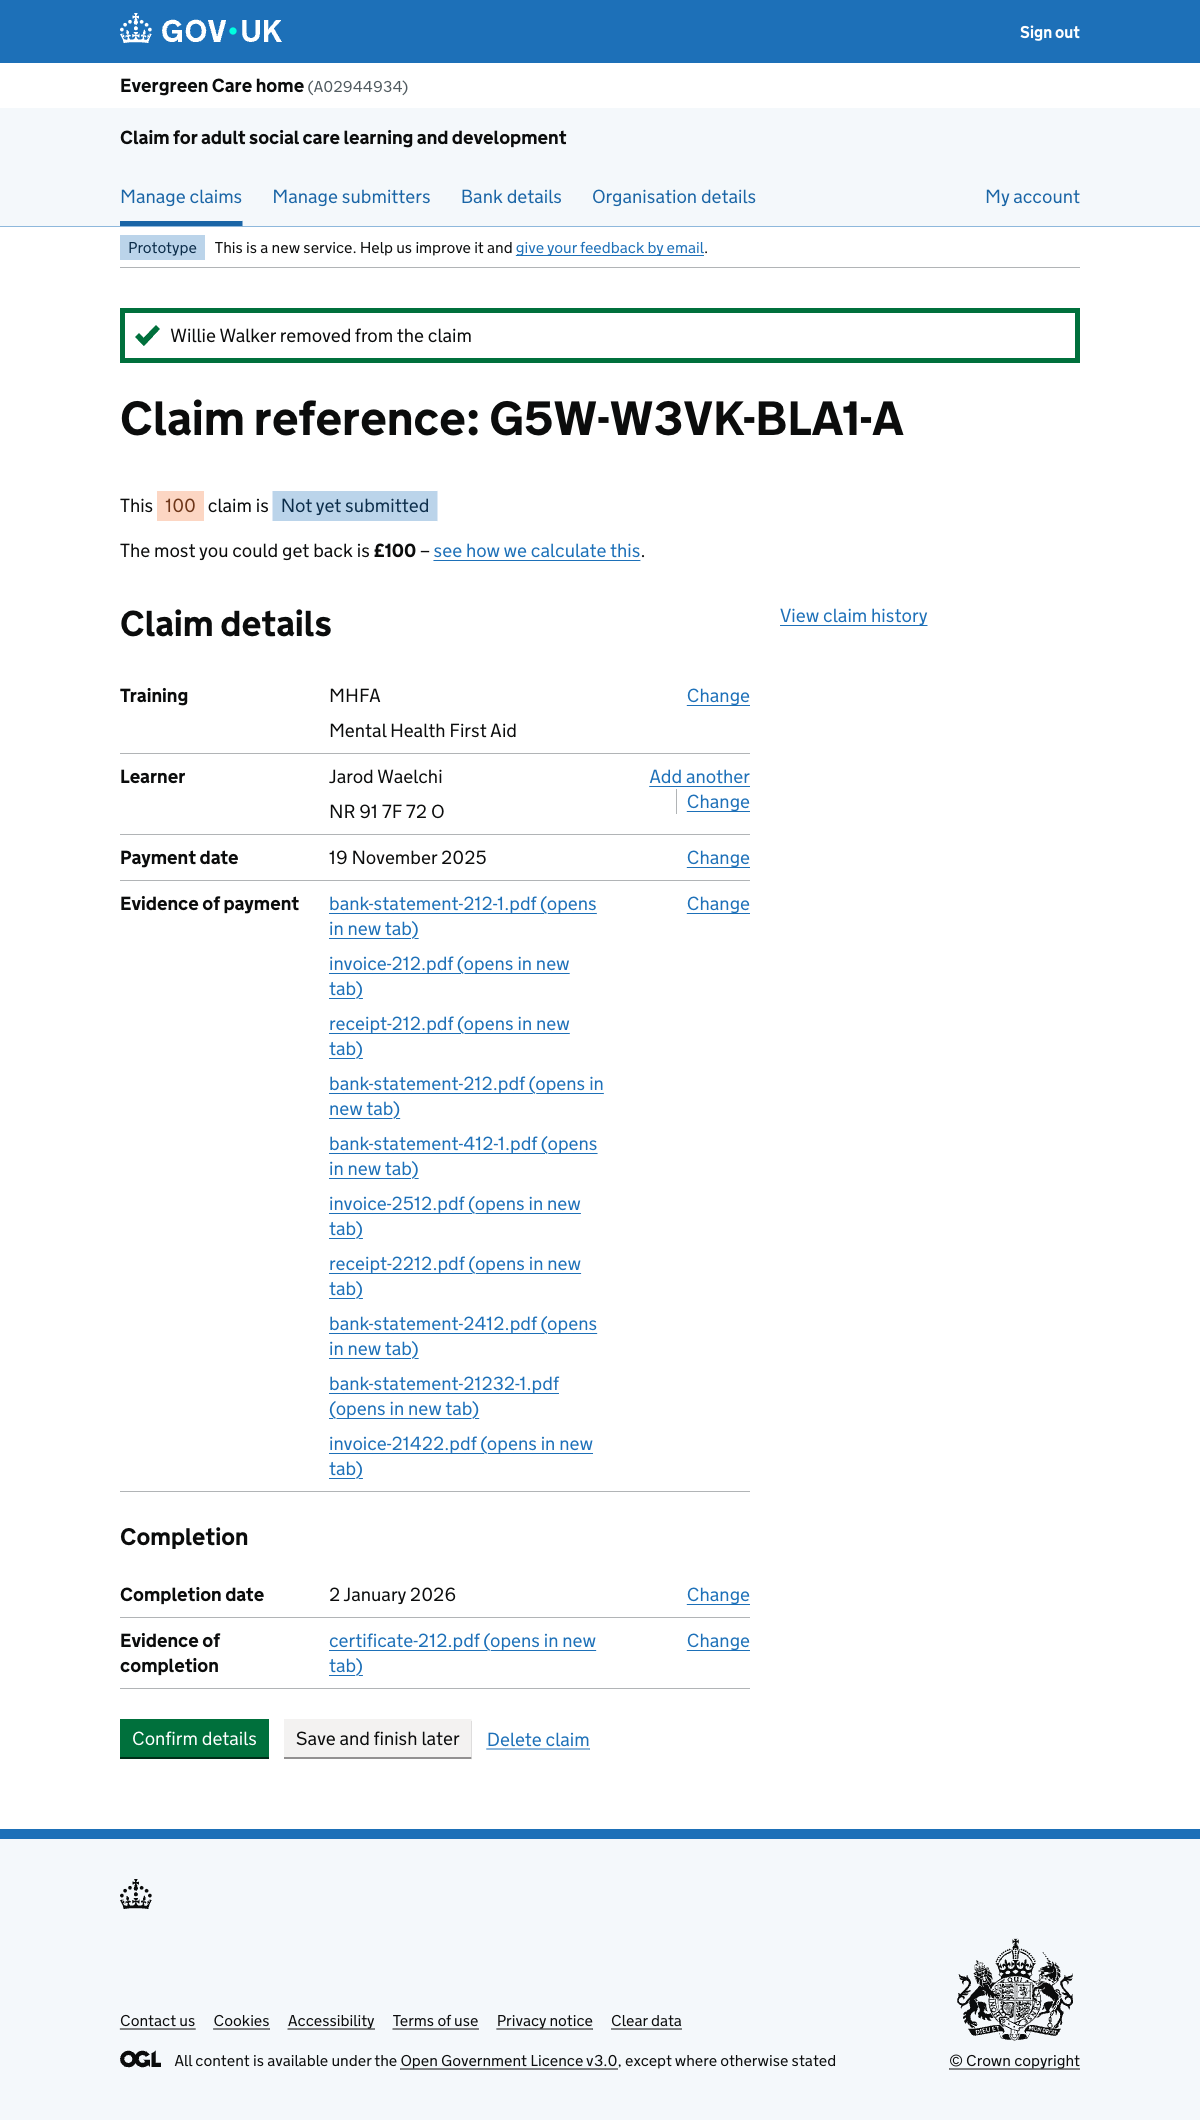 GOV·UK
Sign out
Evergreen Care home (A02944934)
Claim for adult social care learning and development
Manage claims
Manage submitters
Bank details
Organisation details
My account
Prototype
This is a new service. Help us improve it and give your feedback by email.
Willie Walker removed from the claim
Claim reference: G5W-W3VK-BLA1-A
This 100 claim is Not yet submitted
The most you could get back is £100 – see how we calculate this.
Claim details
View claim history
Training
MHFA
Change
Mental Health First Aid
Learner
Jarod Waelchi
Add another
Change
NR 91 7F 72 O
Payment date
19 November 2025
Change
Evidence of payment
bank-statement-212-1.pdf (opens
in new tab)
Change
invoice-212.pdf (opens in new
tab)
receipt-212.pdf (opens in new
tab)
bank-statement-212.pdf (opens in
new tab)
bank-statement-412-1.pdf (opens
in new tab)
invoice-2512.pdf (opens in new
tab)
receipt-2212.pdf (opens in new
tab)
bank-statement-2412.pdf (opens
in new tab)
bank-statement-21232-1.pdf
(opens in new tab)
invoice-21422.pdf (opens in new
tab)
Completion
Completion date
2 January 2026
Change
Evidence of
completion
certificate-212.pdf (opens in new
tab)
Change
Confirm details
Save and finish later
Delete claim
Contact us
Cookies
Accessibility
Terms of use
Privacy notice
Clear data
OGL
All content is available under the Open Government Licence v3.0, except where otherwise stated
© Crown copyright